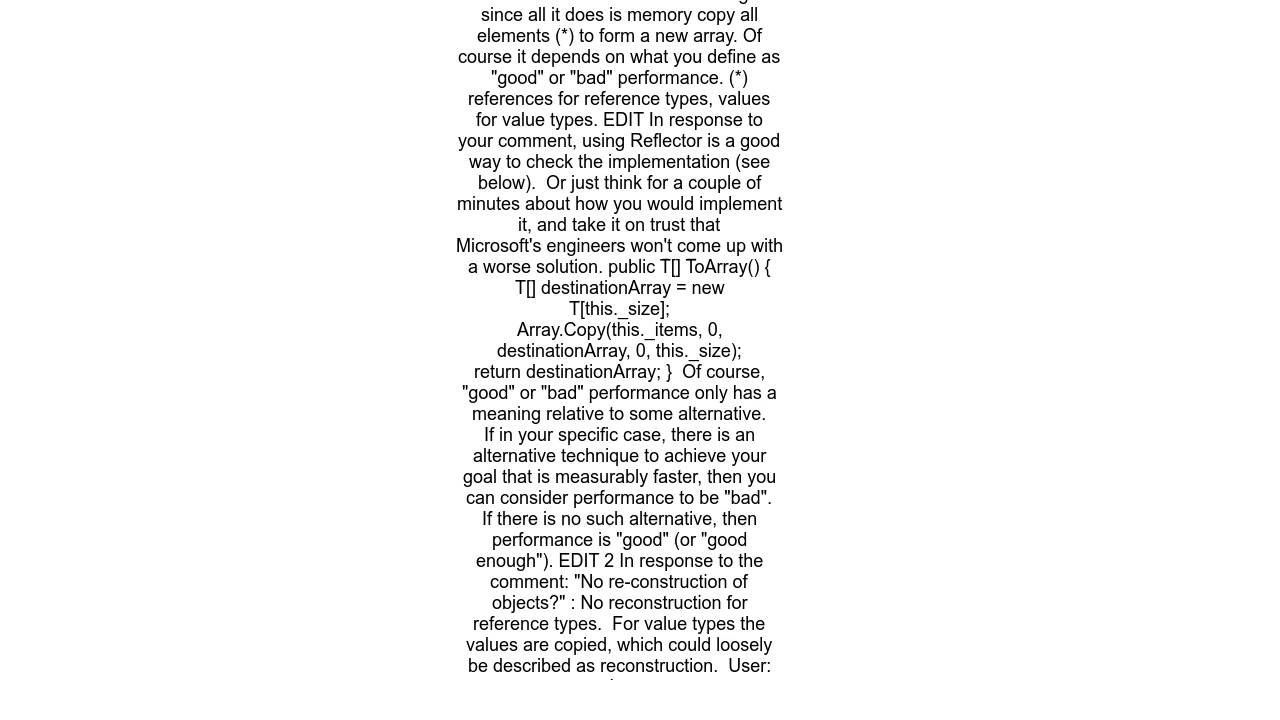 since all it does is memory copy all
elements (*) to form a new array. Of
course it depends on what you define as
"good" or "bad" performance. (*)
references for reference types, values
for value types. EDIT In response to
your comment, using Reflector is a good
way to check the implementation (see
below).  Or just think for a couple of
minutes about how you would implement
it, and take it on trust that
Microsoft's engineers won't come up with
a worse solution. public T[] ToArray() {
T[] destinationArray = new
T[this._size];
Array.Copy(this._items, 0,
destinationArray, 0, this._size);
return destinationArray; }  Of course,
"good" or "bad" performance only has a
meaning relative to some alternative.
If in your specific case, there is an
alternative technique to achieve your
goal that is measurably faster, then you
can consider performance to be "bad".
If there is no such alternative, then
performance is "good" (or "good
enough"). EDIT 2 In response to the
comment: "No re-construction of
objects?" : No reconstruction for
reference types.  For value types the
values are copied, which could loosely
be described as reconstruction.  User: